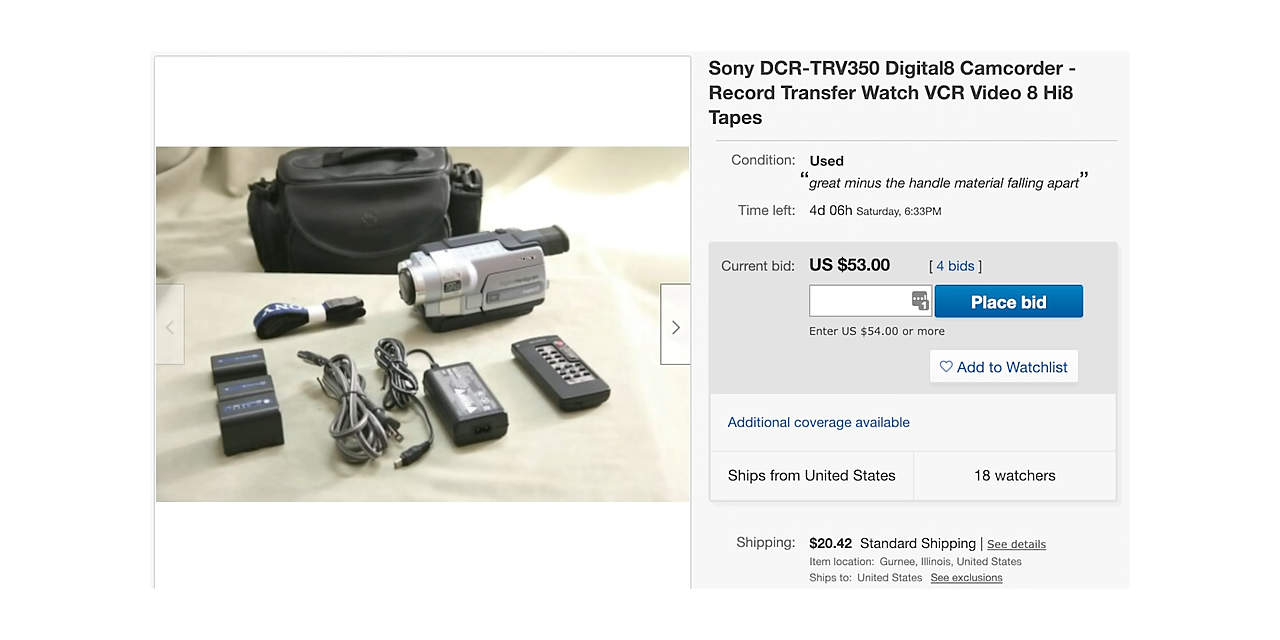 Sony DCR-TRV350 Digital8 Camcorder -
Record Transfer Watch VCR Video 8 Hi8
Tapes
Condition: Used
“great minus the handle material falling apart”
Time left: 4d 06h Saturday, 6:33PM
Current bid: US $53.00 [ 4 bids ]
1
Place bid
Enter US $54.00 or more
Add to Watchlist
Additional coverage available
Ships from United States
18 watchers
Shipping: $20.42 Standard Shipping | See details
Item location: Gurnee, Illinois, United States
Ships to: United States See exclusions